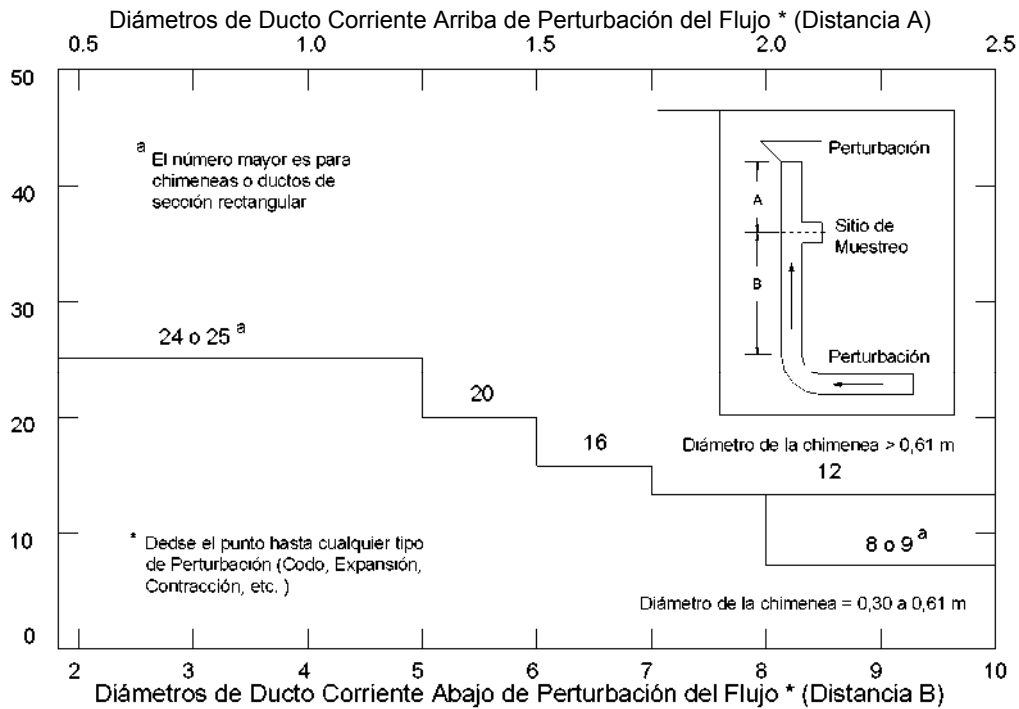 Diámetros de Ducto Corriente Arriba de Perturbación del Flujo * (Distancia A)
0.5 1.0 1.5 2.0 2.5
50
40
30
20
10
0
a El número mayor es para
chimeneas o ductos de
sección rectangular
Perturbación
A
Sitio de
Muestreo
B
Perturbación
24 o 25 a
20
16
Diámetro de la chimenea > 0,61 m
12
8 o 9 a
* Dedse el punto hasta cualquier tipo
de Perturbación (Codo, Expansión,
Contracción, etc. )
Diámetro de la chimenea = 0,30 a 0,61 m
2 3 4 5 6 7 8 9 10
Diámetros de Ducto Corriente Abajo de Perturbación del Flujo * (Distancia B)